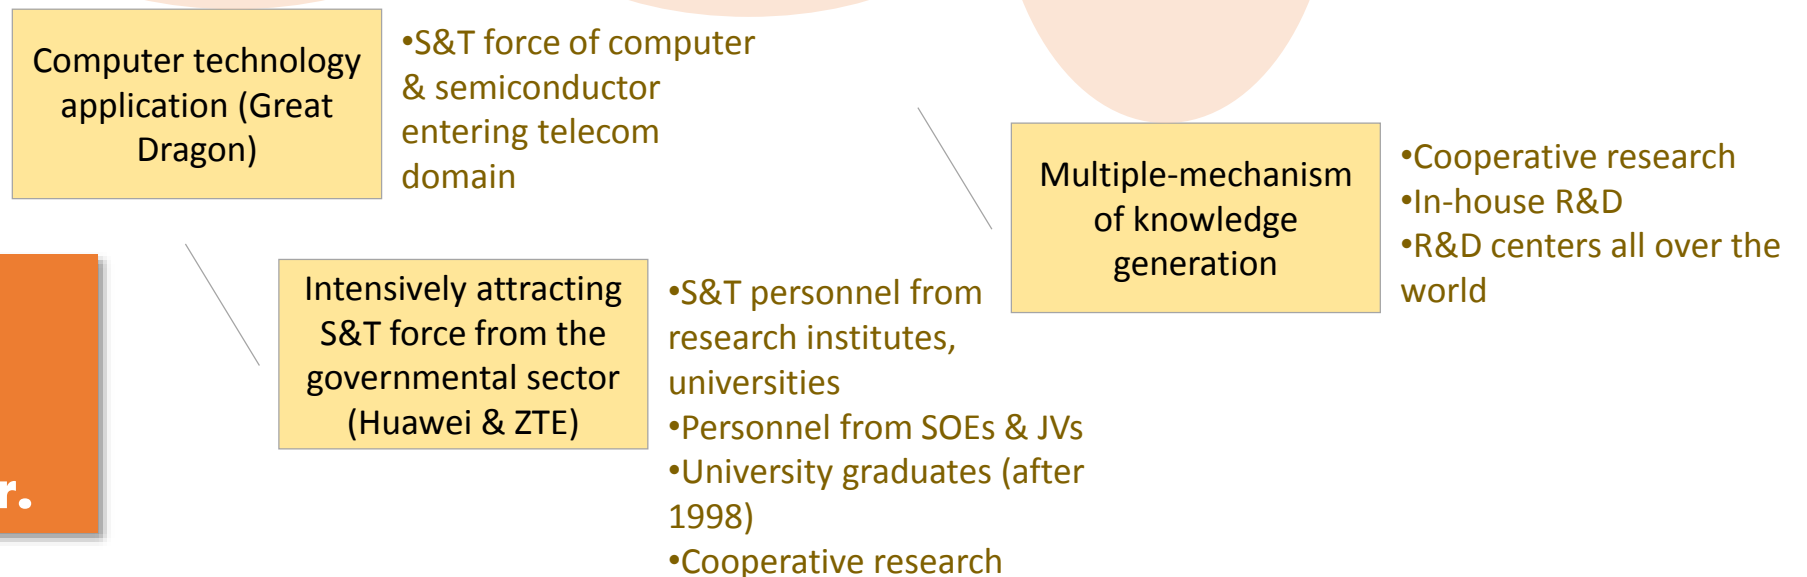 Computer technology
application (Great
Dragon)
•S&T force of computer
& semiconductor
entering telecom
domain
Multiple-mechanism
of knowledge
generation
•Cooperative research
•In-house R&D
•R&D centers all over the
world
Intensively attracting
S&T force from the
governmental sector
(Huawei & ZTE)
•S&T personnel from
research institutes,
universities
•Personnel from SOEs & JVs
•University graduates (after
1998)
•Cooperative research
r.